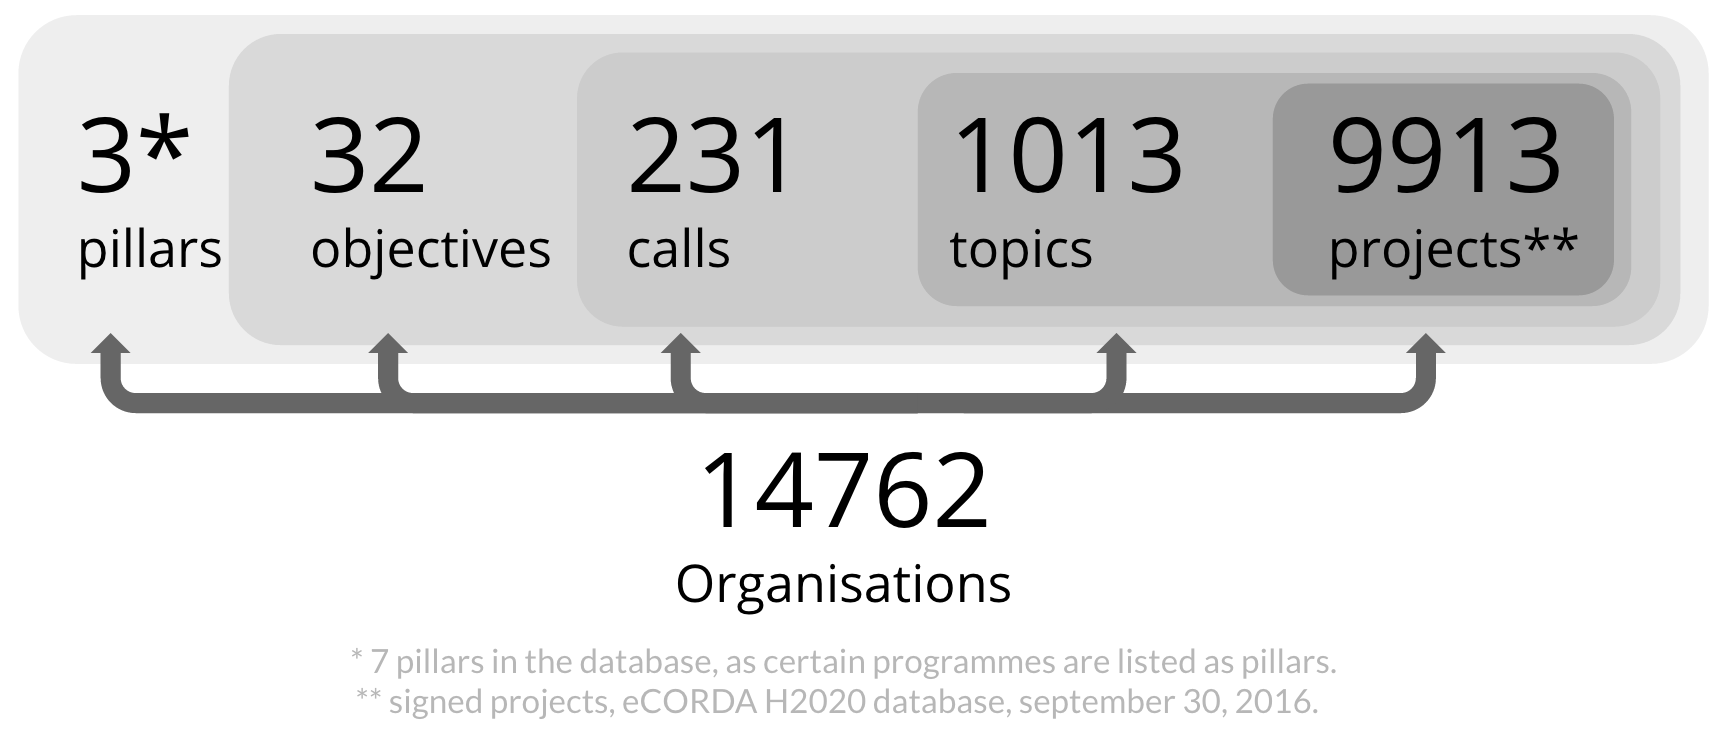 3* 32 231 1013 9913
pillars objectives calls topics projects**
14762
Organisations
* 7 pillars in the database, as certain programmes are listed as pillars.
** signed projects, eCORDA H2020 database, september 30, 2016.